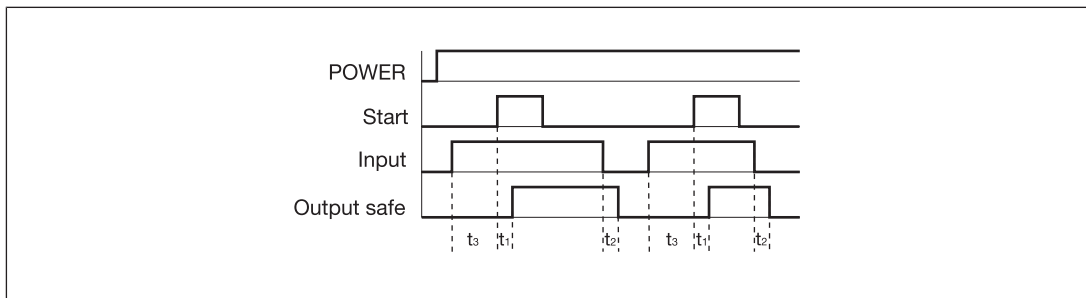 POWER
Start
Input
Output safe
t₃ t₁ t₂ t₃ t₁ t₂